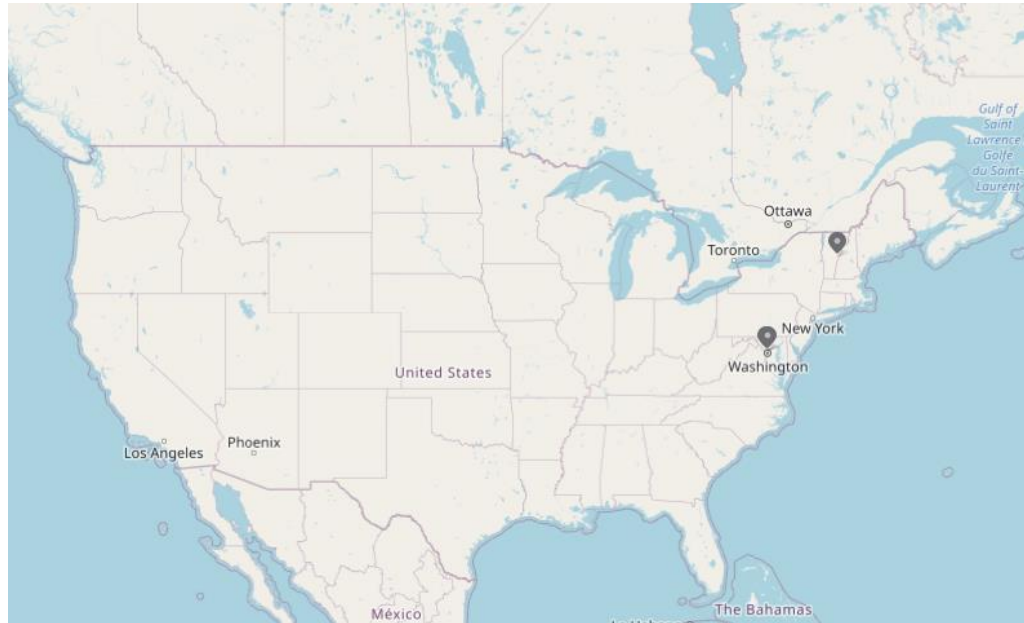 Gulf of
Saint
Lawrence
Golfe
du Saint-
Laurent
Ottawa
Toronto
New York
Washington
United States
Phoenix
Los Angeles
México
The Bahamas